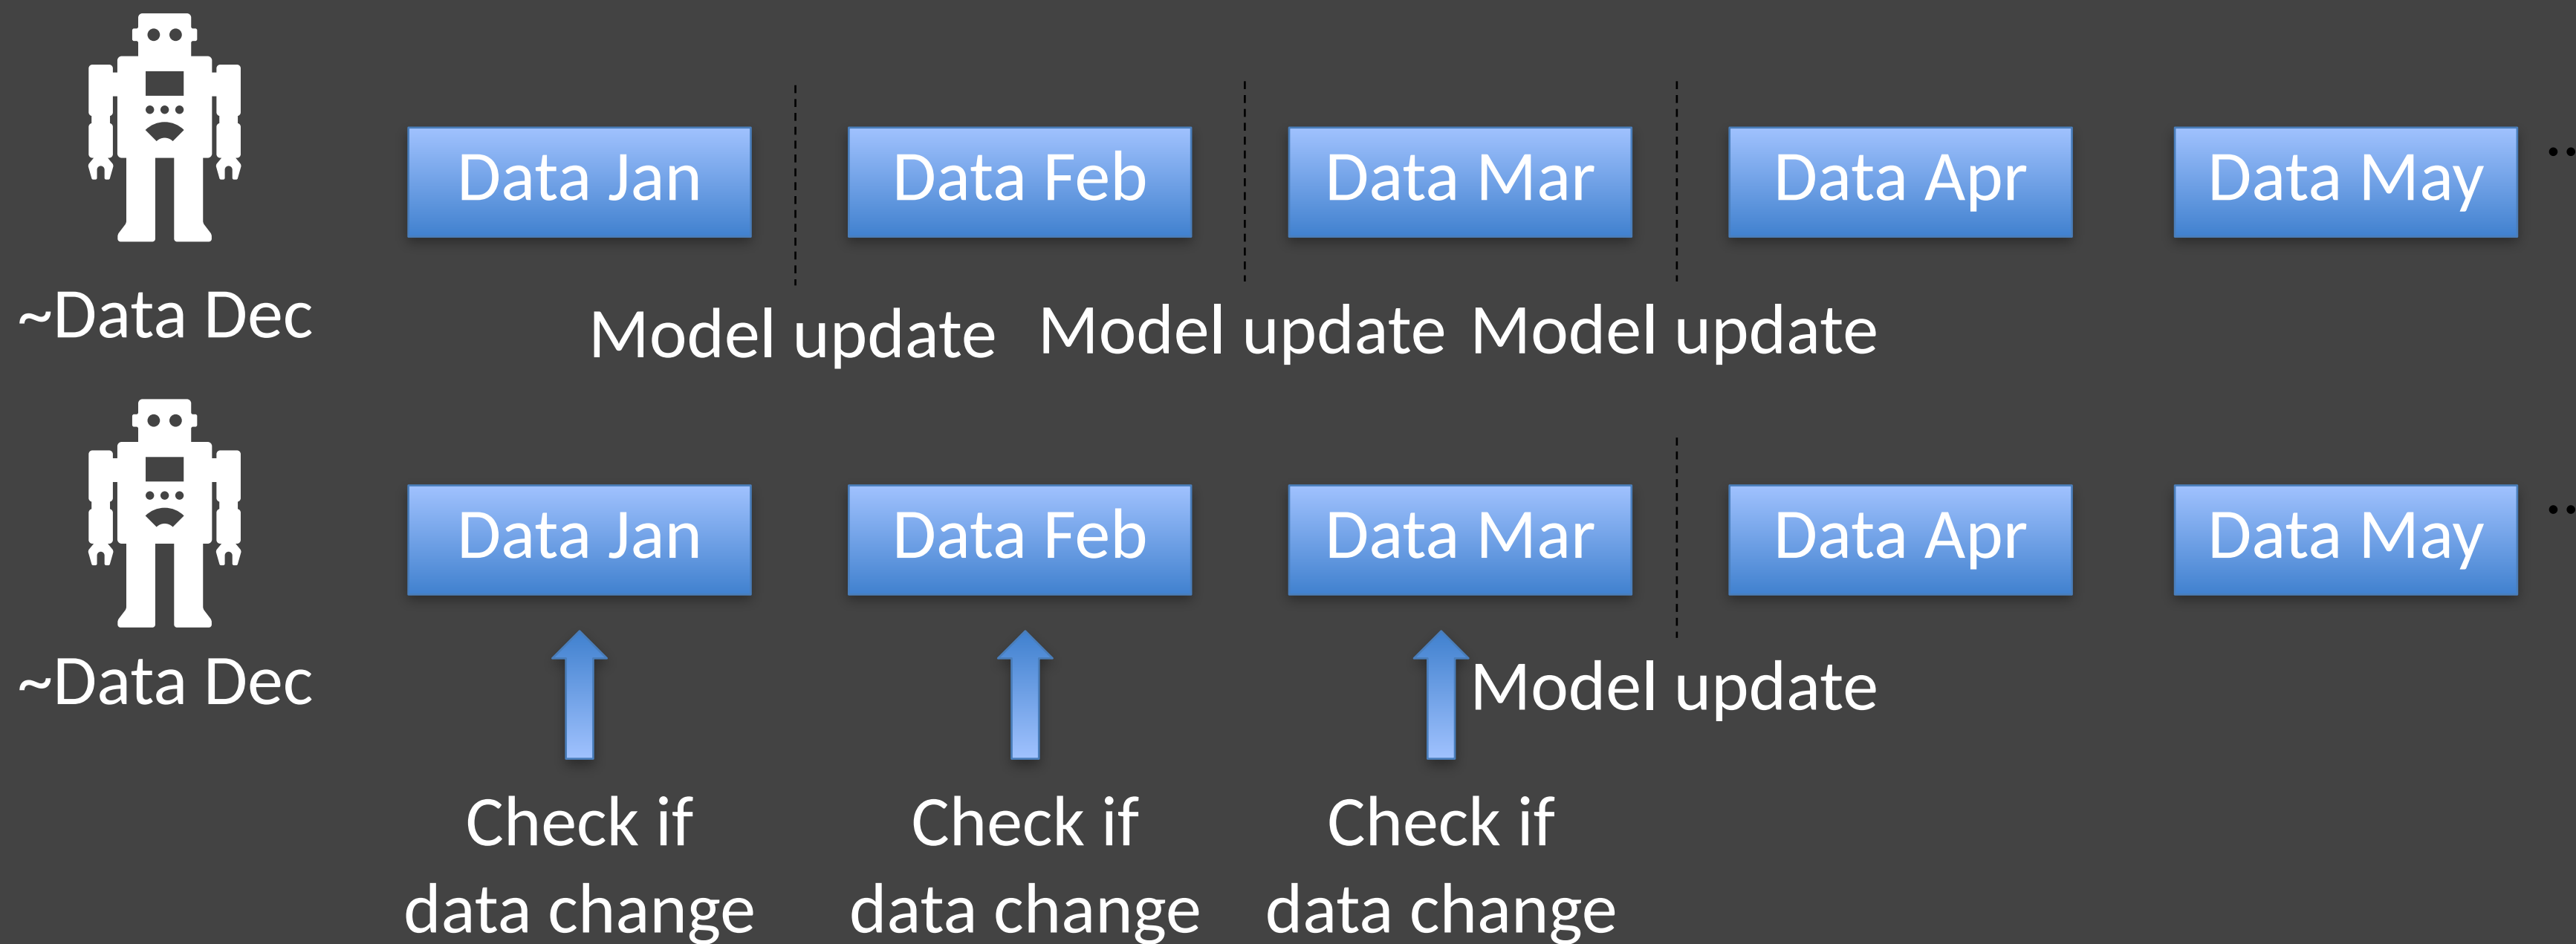 Data Jan
Data Feb
Data Mar
Data Apr
Data May
..
~Data Dec
Model update
Model update
Model update
Data Jan
Data Feb
Data Mar
Data Apr
Data May
..
~Data Dec
Model update
Check if
data change
Check if
data change
Check if
data change